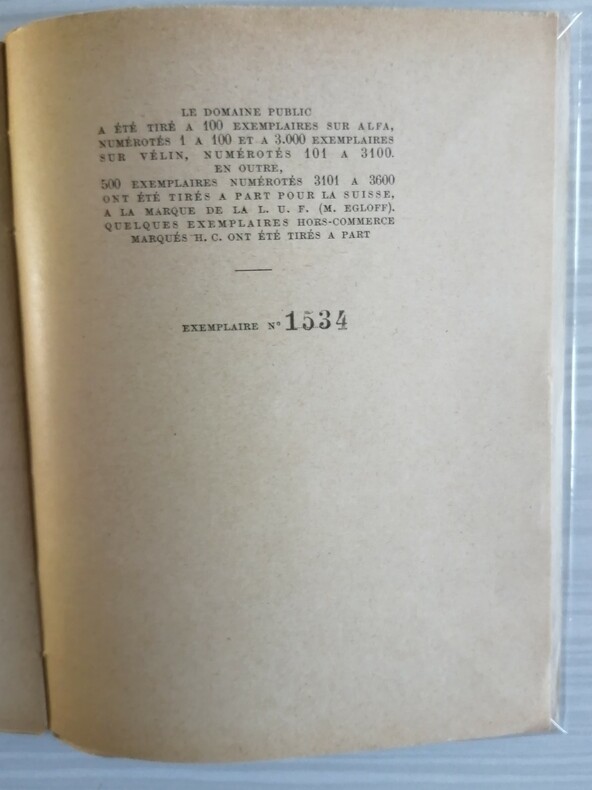 LE DOMAINE PUBLIC
A ÉTÉ TIRÉ A 100 EXEMPLAIRES SUR ALFA,
NUMÉROTÉS 1 A 100 ET A 3.000 EXEMPLAIRES
SUR VÉLIN, NUMÉROTÉS 101 A 3100.
EN OUTRE,
500 EXEMPLAIRES NUMÉROTÉS 3101 A 3600
ONT ÉTÉ TIRÉS A PART POUR LA SUISSE,
A LA MARQUE DE LA L. U. F. (M. EGLOFF).
QUELQUES EXEMPLAIRES HORS-COMMERCE
MARQUÉS H. C. ONT ÉTÉ TIRÉS A PART
EXEMPLAIRE N° 1534